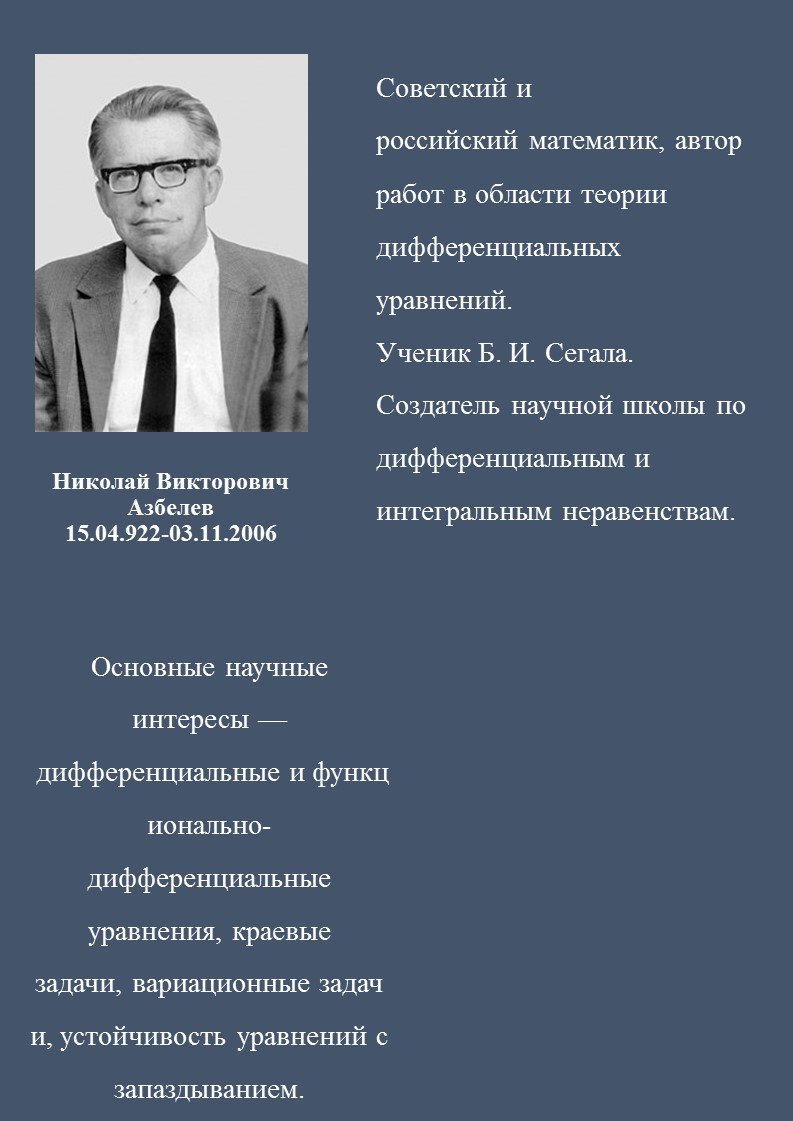 Советский и
российский математик, автор
работ в области теории
дифференциальных
уравнений.
Ученик Б. И. Сегала.
Создатель научной школы по
дифференциальным и
интегральным неравенствам.
Николай Викторович
Азбелев
15.04.922-03.11.2006
Основные научные
интересы —
дифференциальные и функц
ионально-
дифференциальные
уравнения, краевые
задачи, вариационные задач
и, устойчивость уравнений с
запаздыванием.